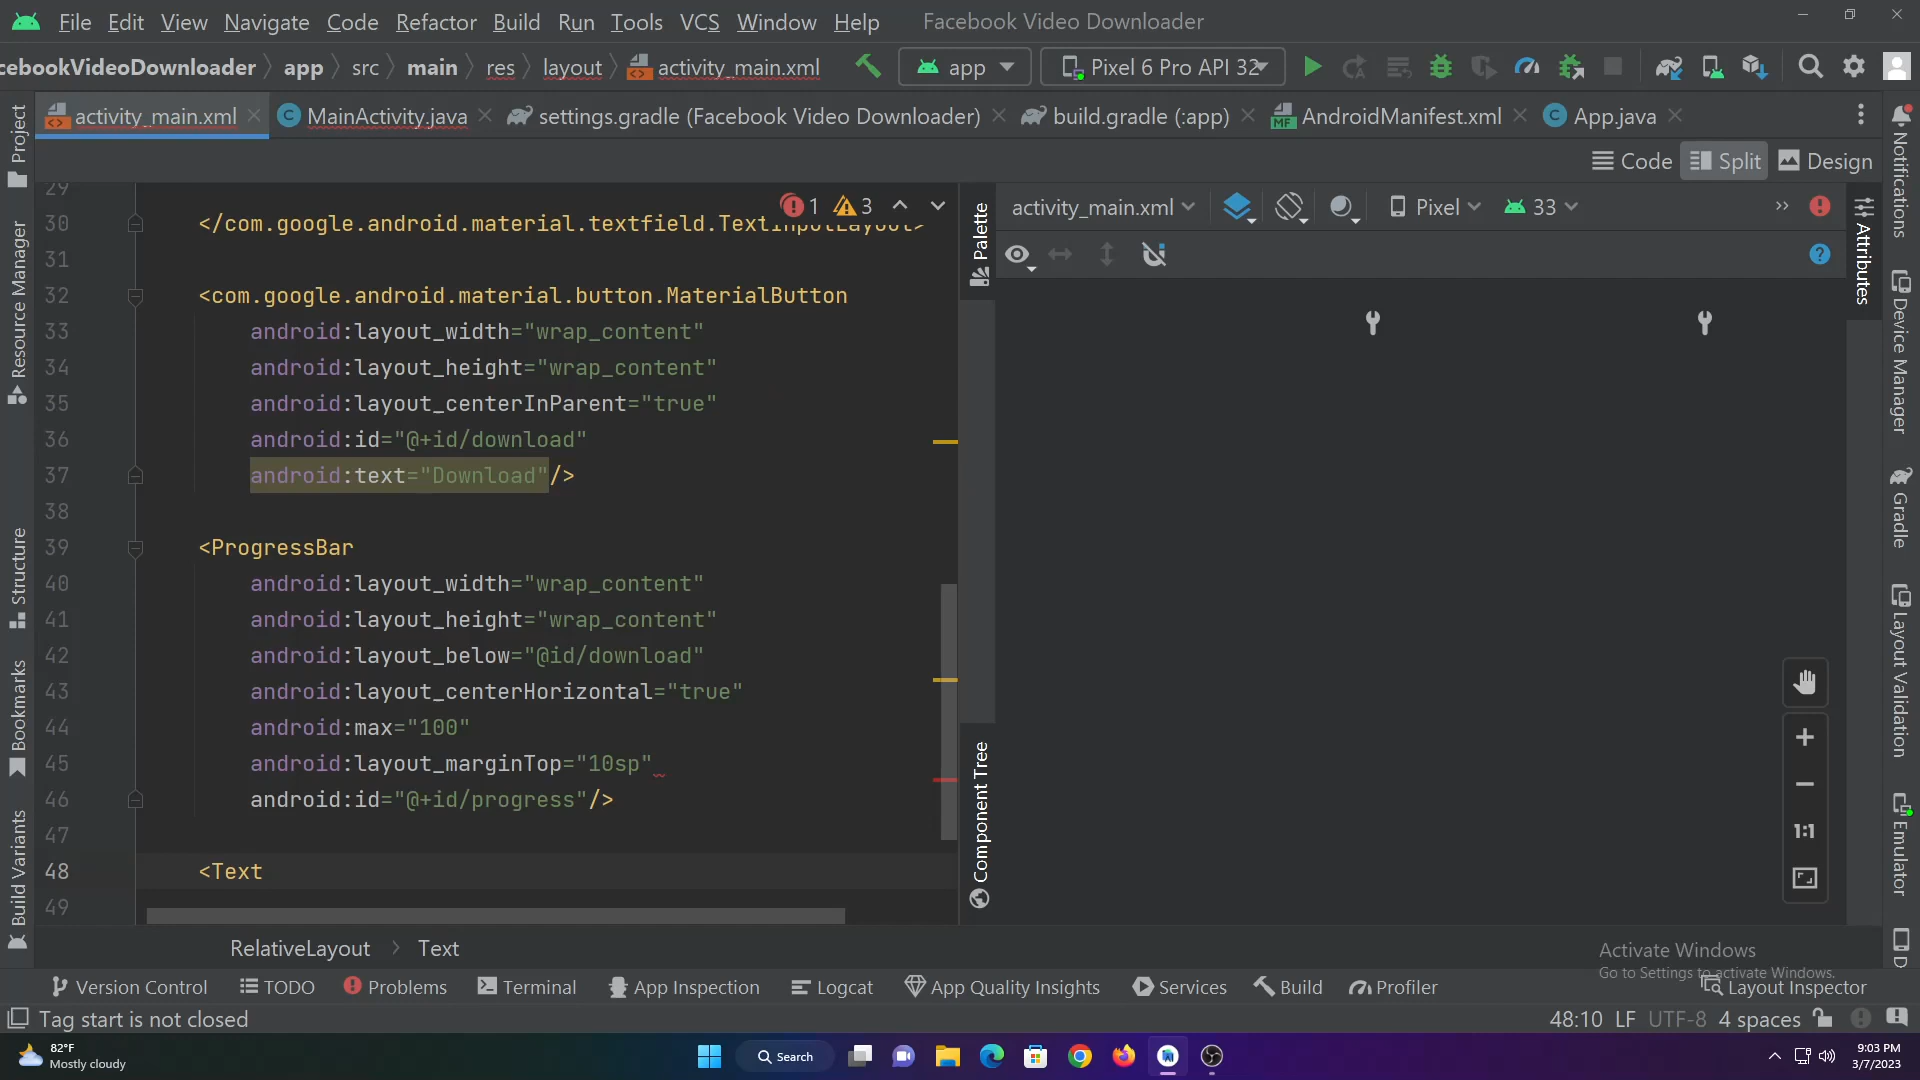 File Edit View Navigate Code Refactor Build Run Tools VCS Window Help Facebook Video Downloader
cebookVideoDownloader app src main res layout activity_main.xml app Pixel 6 Pro API 32
activity_main.xml MainActivity.java settings.gradle (Facebook Video Downloader) build.gradle (:app) AndroidManifest.xml App.java
Code Split Design
Project
Resource Manager
Structure
Bookmarks
Build Variants
29
30 </com.google.android.material.textfield.TextInputLayout>
1 3
31
32 <com.google.android.material.button.MaterialButton
33 android:layout_width="wrap_content"
34 android:layout_height="wrap_content"
35 android:layout_centerInParent="true"
36 android:id="@+id/download"
37 android:text="Download"/>
38
39 <ProgressBar
40 android:layout_width="wrap_content"
41 android:layout_height="wrap_content"
42 android:layout_below="@id/download"
43 android:layout_centerHorizontal="true"
44 android:max="100"
45 android:layout_marginTop="10sp"
46 android:id="@+id/progress"/>
47
48 <Text
49
Palette
Component Tree
activity_main.xml Pixel 33
1:1
Attributes
Notifications
Device Manager
Gradle
Layout Validation
Emulator
D
RelativeLayout Text
Activate Windows
Go to Settings to activate Windows.
Version Control TODO Problems Terminal App Inspection Logcat App Quality Insights Services Build Profiler Layout Inspector
Tag start is not closed 48:10 LF UTF-8 4 spaces
82°F
Mostly cloudy
Search
9:03 PM
3/7/2023